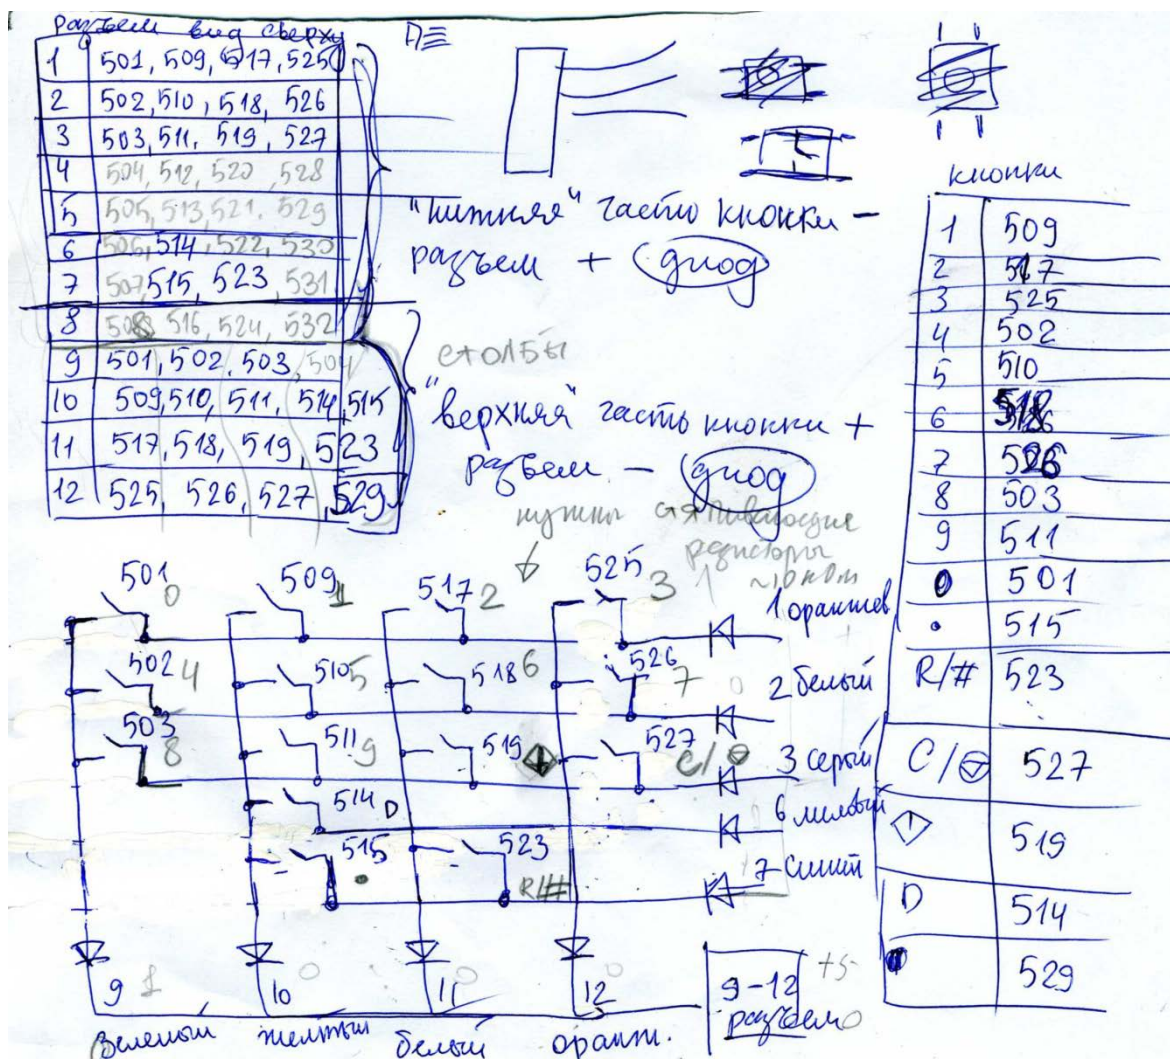 разъем вид сверху
1 501, 509, 517, 525
2 502, 510, 518, 526
3 503, 511, 519, 527
4 504, 512, 520, 528
5 505, 513, 521, 529
6 506, 514, 522, 530
7 507, 515, 523, 531
8 508 516, 524, 532
9 501, 502, 503, 504
10 509, 510, 511, 514, 515
11 517, 518, 519, 523
12 525, 526, 527, 529
"нижняя" часть кнопки -
разъем + диод
столбы
"верхняя" часть кнопки +
разъем - диод
нужны стягивающие
резисторы
~10 ком
кнопки
1 509
2 517
3 525
4 502
5 510
6 518
7 526
8 503
9 511
0 501
• 515
R/# 523
C/ 527
519
D 514
529
501 0 509 1 517 2 525 3
1 оранжев
502 4 510 5 518 6 526 7
2 белый
503 8 511 9 519 527 C/
3 серый
514 D
6 лиловый
515 • 523 R/#
7 синий
9 1 10 0 11 0 12 0
9-12
разъем
+5
0
зеленый желтый белый оранж.